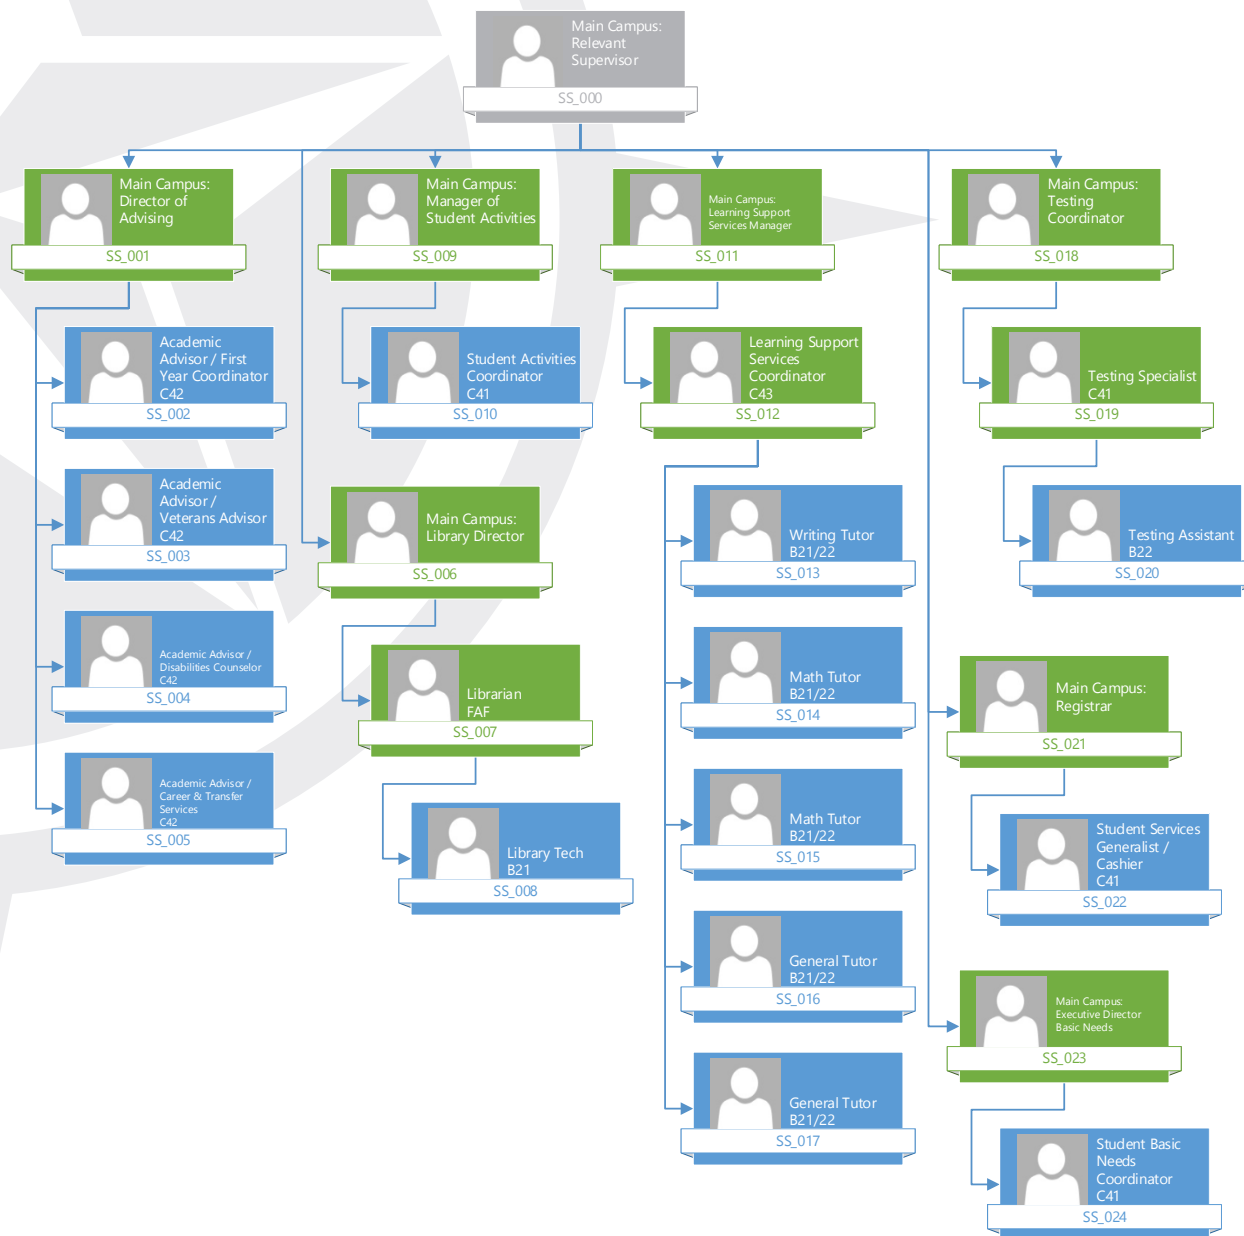 Main Campus:
Relevant
Supervisor
SS_000
Main Campus:
Director of
Advising
SS_001
Academic
Advisor / First
Year Coordinator
C42
SS_002
Academic
Advisor /
Veterans Advisor
C42
SS_003
Academic Advisor /
Disabilities Counselor
C42
SS_004
Academic Advisor /
Career & Transfer
Services
C42
SS_005
Main Campus:
Manager of
Student Activities
SS_009
Student Activities
Coordinator
C41
SS_010
Main Campus:
Library Director
SS_006
Librarian
FAF
SS_007
Library Tech
B21
SS_008
Main Campus:
Learning Support
Services Manager
SS_011
Learning Support
Services
Coordinator
C43
SS_012
Writing Tutor
B21/22
SS_013
Math Tutor
B21/22
SS_014
Math Tutor
B21/22
SS_015
General Tutor
B21/22
SS_016
General Tutor
B21/22
SS_017
Main Campus:
Testing
Coordinator
SS_018
Testing Specialist
C41
SS_019
Testing Assistant
B22
SS_020
Main Campus:
Registrar
SS_021
Student Services
Generalist /
Cashier
C41
SS_022
Main Campus:
Executive Director
Basic Needs
SS_023
Student Basic
Needs
Coordinator
C41
SS_024